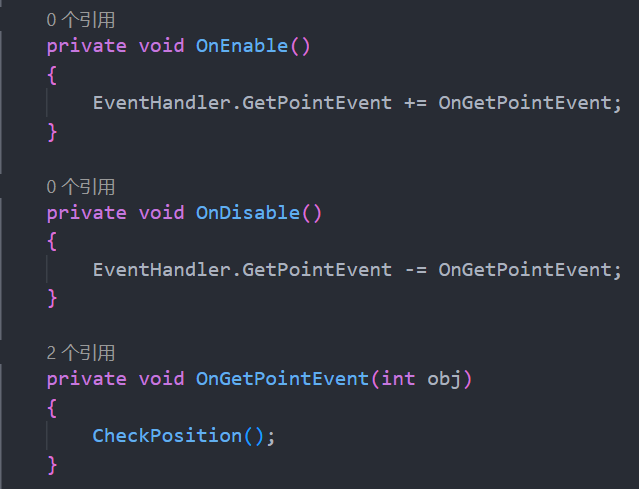 0 个引用
private void OnEnable()
{
    EventHandler.GetPointEvent += OnGetPointEvent;
}
0 个引用
private void OnDisable()
{
    EventHandler.GetPointEvent -= OnGetPointEvent;
}
2 个引用
private void OnGetPointEvent(int obj)
{
    CheckPosition();
}